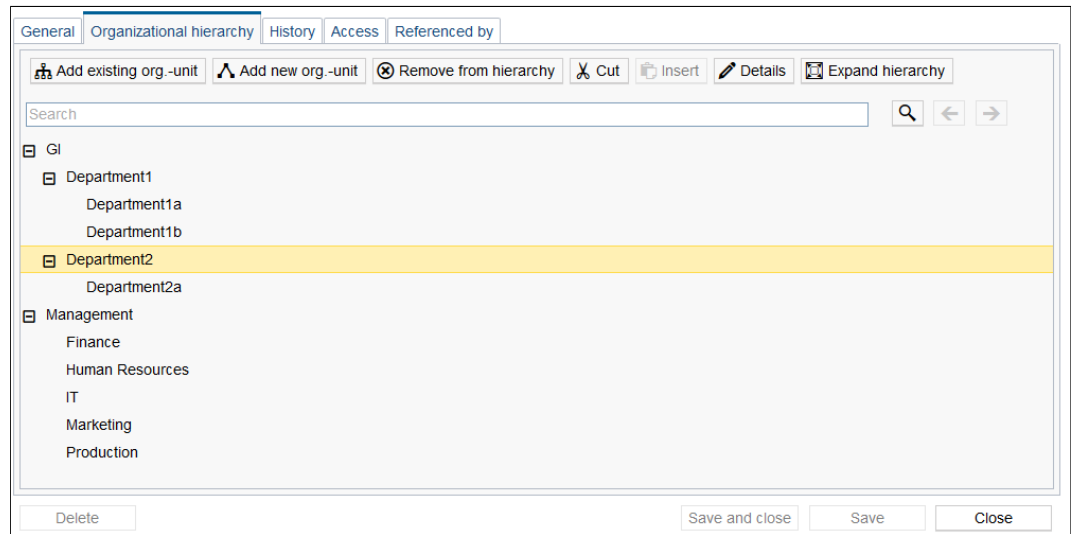 General Organizational hierarchy History Access Referenced by
Add existing org.-unit Add new org.-unit Remove from hierarchy Cut Insert Details Expand hierarchy
Search
GI
Department1
Department1a
Department1b
Department2
Department2a
Management
Finance
Human Resources
IT
Marketing
Production
Delete Save and close Save Close